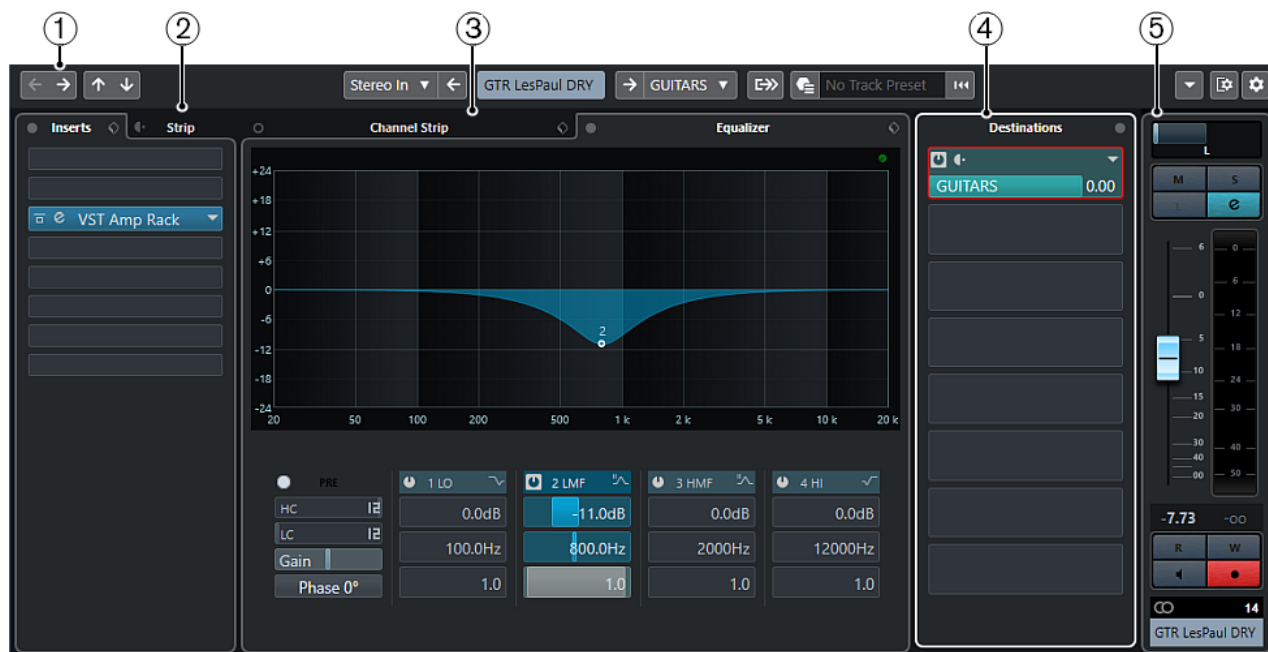 1 2 3 4 5
Stereo In GTR LesPaul DRY GUITARS No Track Preset
Inserts Strip Channel Strip Equalizer Destinations
L
M S
L e
VST Amp Rack
GUITARS 0.00
+24
+18
+12
+6
0
-6
-12
-18
-24
2
20 50 100 200 500 1 k 2 k 5 k 10 k 20 k
PRE
HC 12
LC 12
Gain
Phase 0°
1 LO
0.0dB
100.0Hz
1.0
2 LMF
-11.0dB
800.0Hz
1.0
3 HMF
0.0dB
2000Hz
1.0
4 HI
0.0dB
12000Hz
1.0
6 0
0 6
5 12
10 18
15 24
20 30
30 40
40 50
00
-7.73 -oo
R W
14
GTR LesPaul DRY